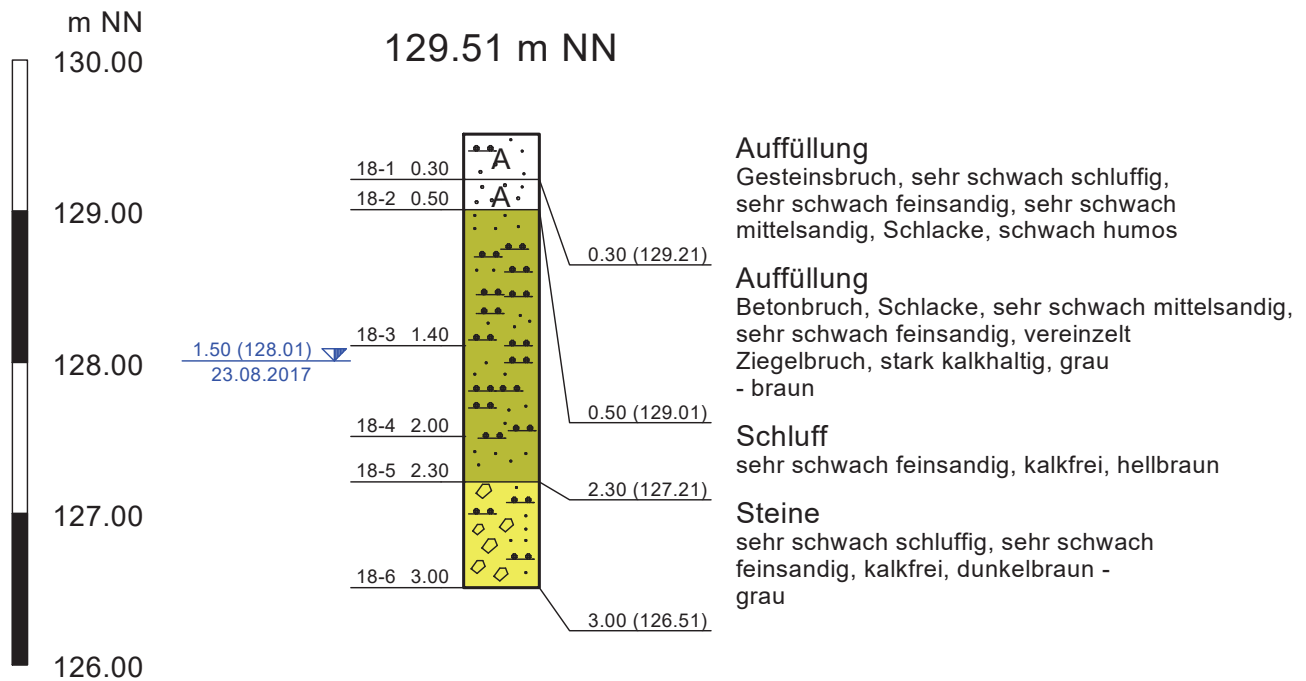 m NN
129.51 m NN
130.00
129.00
128.00
127.00
126.00
1.50 (128.01)
23.08.2017
18-1 0.30
18-2 0.50
18-3 1.40
18-4 2.00
18-5 2.30
18-6 3.00
A
A
0.30 (129.21)
0.50 (129.01)
2.30 (127.21)
3.00 (126.51)
Auffüllung
Gesteinsbruch, sehr schwach schluffig,
sehr schwach feinsandig, sehr schwach
mittelsandig, Schlacke, schwach humos
Auffüllung
Betonbruch, Schlacke, sehr schwach mittelsandig,
sehr schwach feinsandig, vereinzelt
Ziegelbruch, stark kalkhaltig, grau
- braun
Schluff
sehr schwach feinsandig, kalkfrei, hellbraun
Steine
sehr schwach schluffig, sehr schwach
feinsandig, kalkfrei, dunkelbraun -
grau